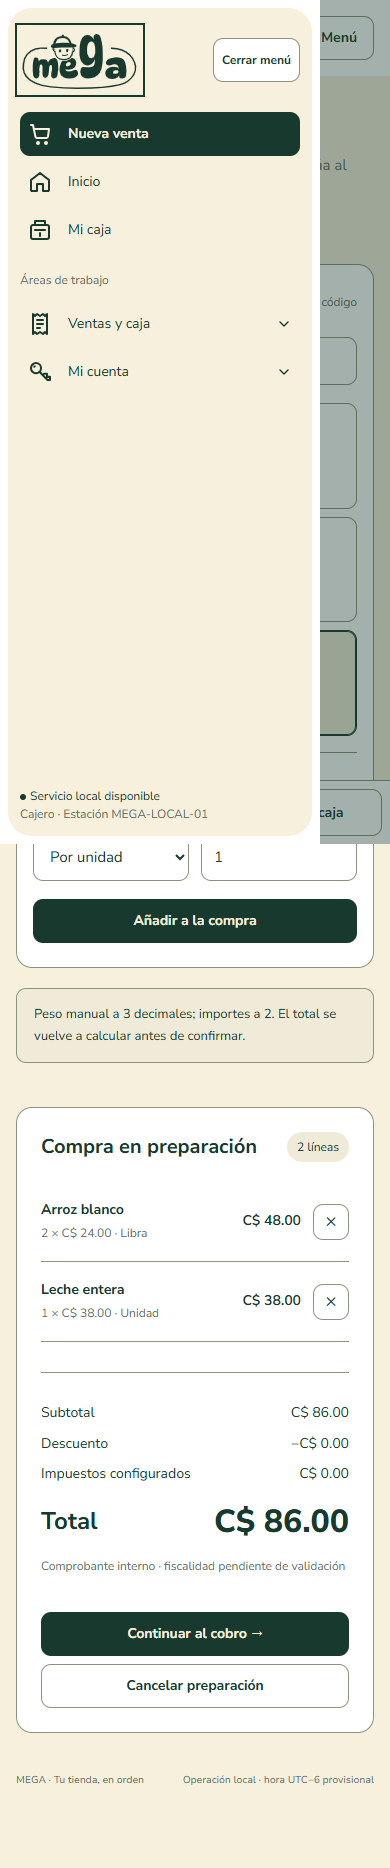 mega
Cerrar menú
Menú
Nueva venta
Inicio
Mi caja
Áreas de trabajo
código
Ventas y caja
Mi cuenta
Servicio local disponible
Cajero · Estación MEGA-LOCAL-01
caja
Por unidad
1
Añadir a la compra
Peso manual a 3 decimales; importes a 2. El total se
vuelve a calcular antes de confirmar.
Compra en preparación
2 líneas
Arroz blanco
2 × C$ 24.00 · Libra
C$ 48.00
×
Leche entera
1 × C$ 38.00 · Unidad
C$ 38.00
×
Subtotal
C$ 86.00
Descuento
−C$ 0.00
Impuestos configurados
C$ 0.00
Total
C$ 86.00
Comprobante interno · fiscalidad pendiente de validación
Continuar al cobro →
Cancelar preparación
MEGA · Tu tienda, en orden
Operación local · hora UTC−6 provisional